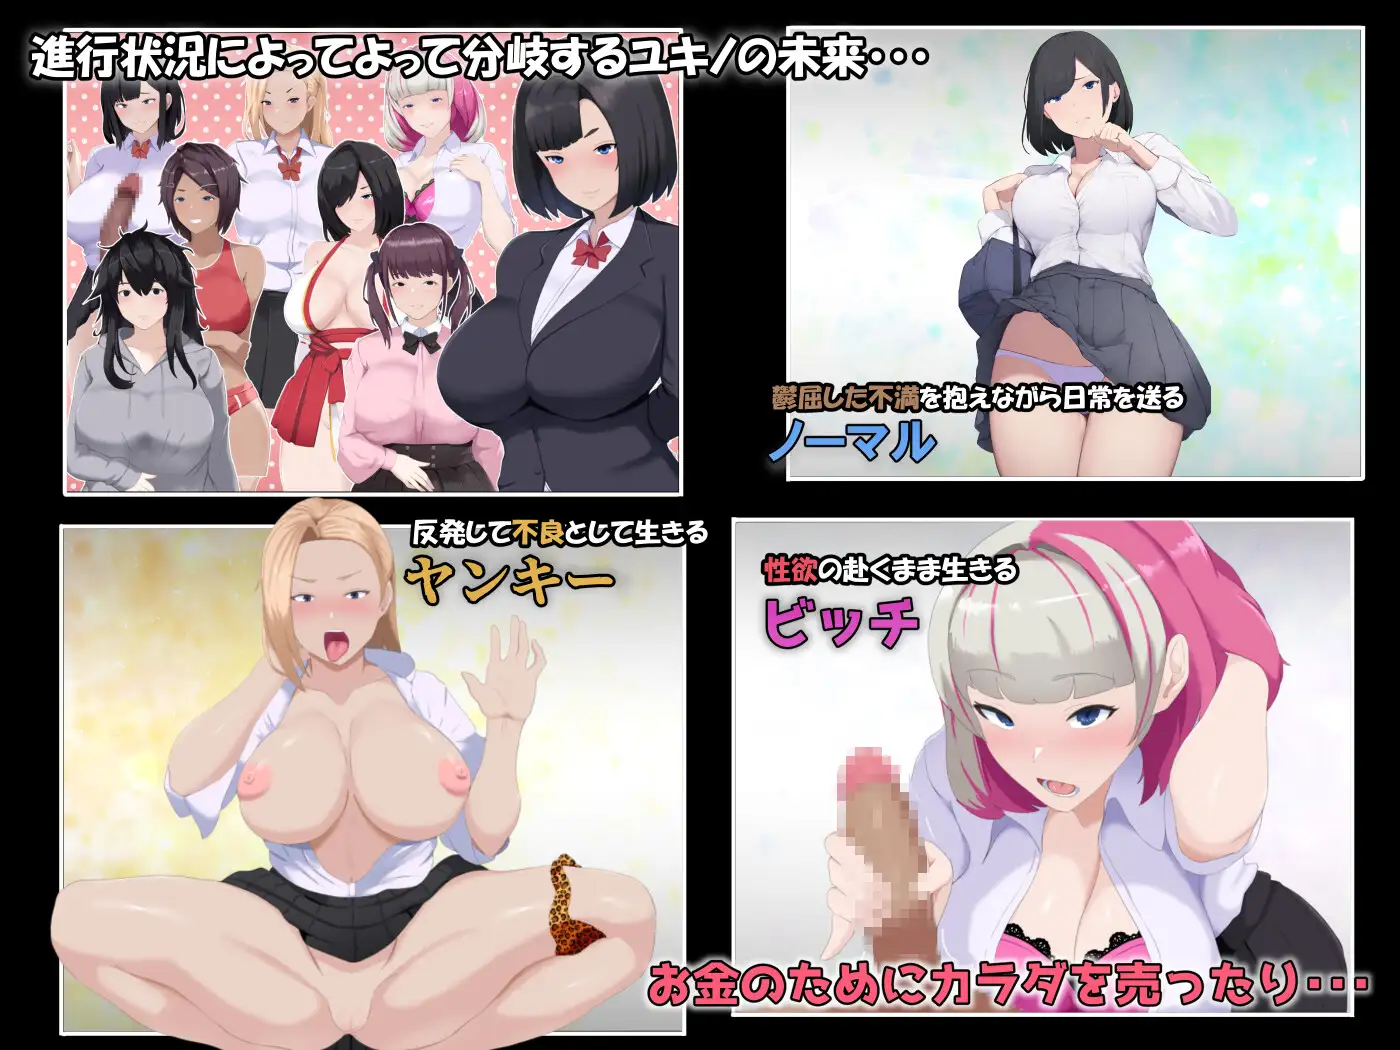 進行状況によってよって分岐するユキノの未来・・・
鬱屈した不満を抱えながら日常を送る
ノーマル
反発して不良として生きる
ヤンキー
性欲の赴くまま生きる
ビッチ
お金のためにカラダを売ったり・・・